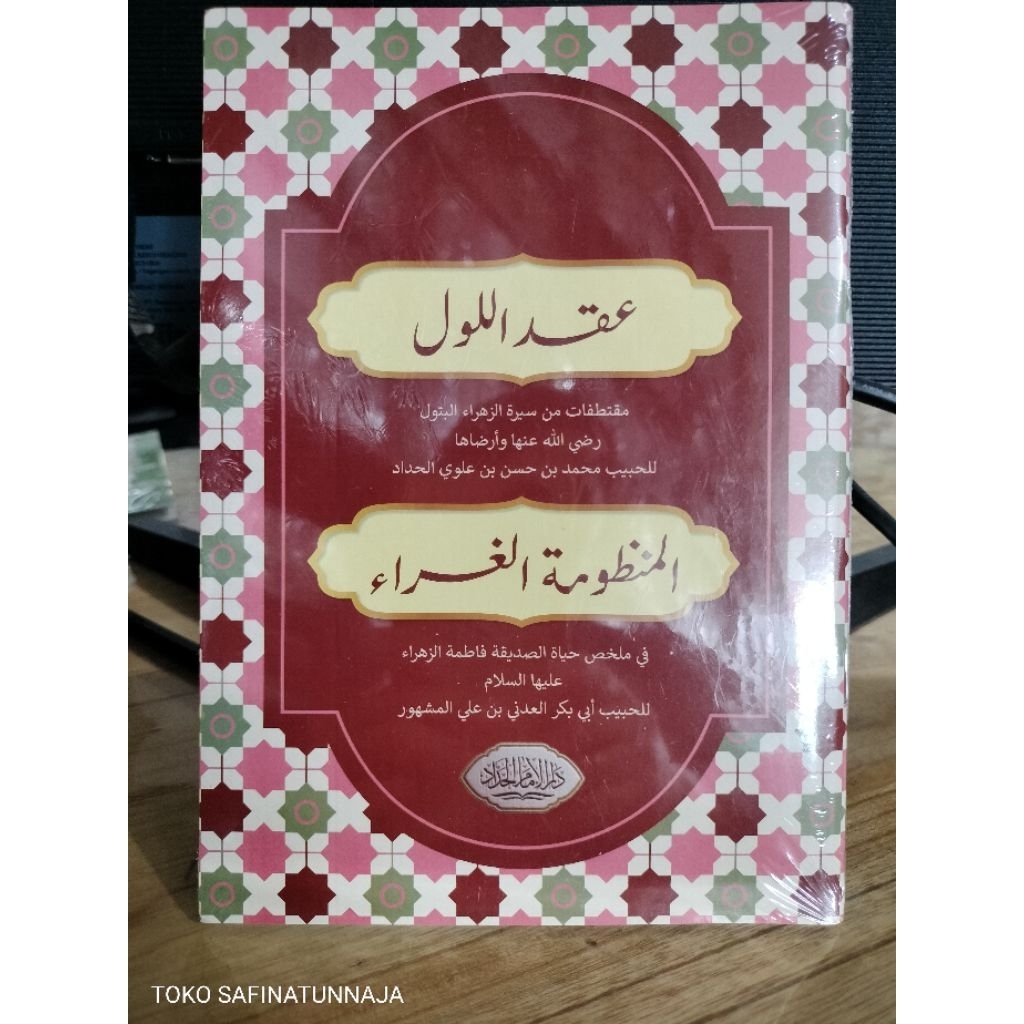 عقد اللول
مقتطفات من سيرة الزهراء البتول
رضي الله عنها وأرضاها
للحبيب محمد بن حسن بن علوي الحداد
المنظومة الغراء
في ملخص حياة الصديقة فاطمة الزهراء
عليها السلام
للحبيب أبي بكر العدني بن علي المشهور
دار الإمام الحداد
TOKO SAFINATUNNAJA